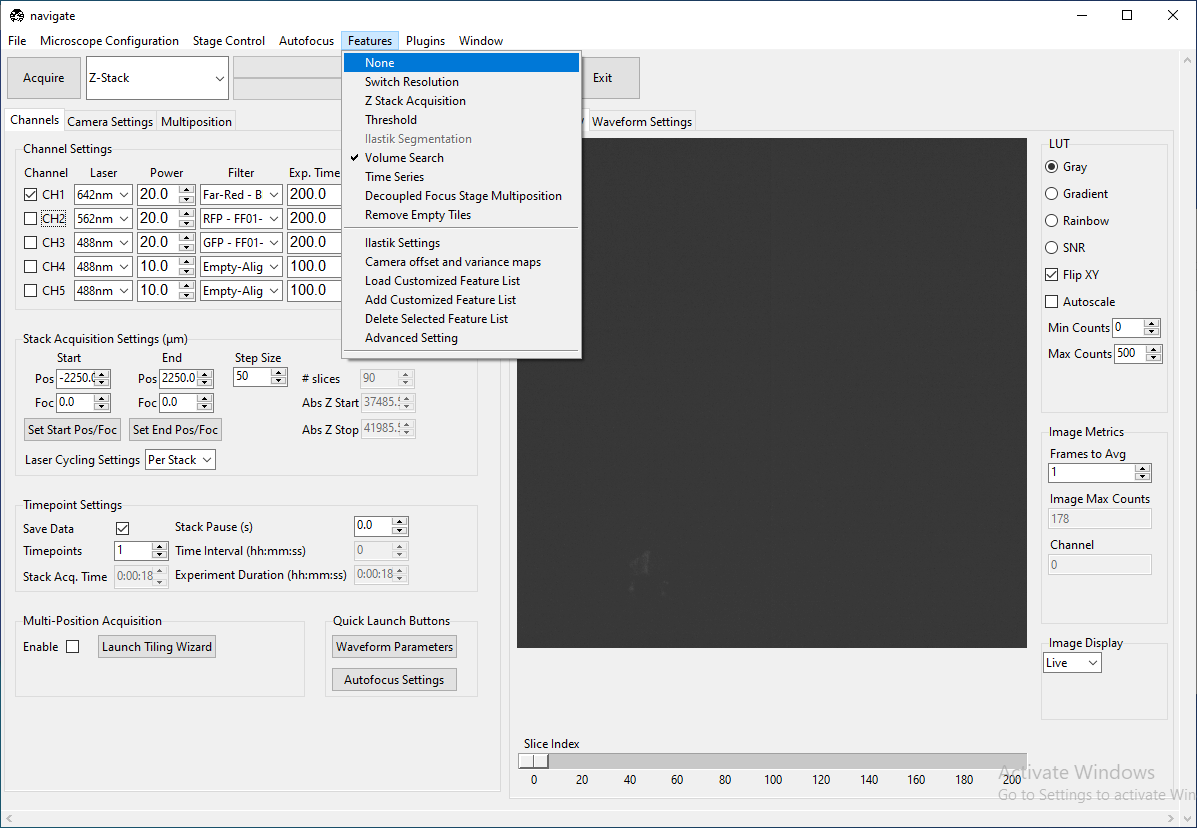 navigate
File Microscope Configuration Stage Control Autofocus Features Plugins Window
Acquire Z-Stack Exit
None
Switch Resolution
Z Stack Acquisition
Threshold
Ilastik Segmentation
Volume Search
Time Series
Decoupled Focus Stage Multiposition
Remove Empty Tiles
Ilastik Settings
Camera offset and variance maps
Load Customized Feature List
Add Customized Feature List
Delete Selected Feature List
Advanced Setting
Channels Camera Settings Multiposition
Waveform Settings
Channel Settings
Channel Laser Power Filter Exp. Time
CH1 642nm 20.0 Far-Red - B 200.0
CH2 562nm 20.0 RFP - FF01- 200.0
CH3 488nm 20.0 GFP - FF01- 200.0
CH4 488nm 10.0 Empty-Alig 100.0
CH5 488nm 10.0 Empty-Alig 100.0
Stack Acquisition Settings (µm)
Start End Step Size
Pos -2250.0 Pos 2250.0 50 # slices 90
Foc 0.0 Foc 0.0 Abs Z Start 37485.5
Set Start Pos/Foc Set End Pos/Foc Abs Z Stop 41985.5
Laser Cycling Settings Per Stack
Timepoint Settings
Save Data Stack Pause (s) 0.0
Timepoints 1 Time Interval (hh:mm:ss) 0
Stack Acq. Time 0:00:18 Experiment Duration (hh:mm:ss) 0:00:18
Multi-Position Acquisition
Enable Launch Tiling Wizard
Quick Launch Buttons
Waveform Parameters
Autofocus Settings
LUT
Gray
Gradient
Rainbow
SNR
Flip XY
Autoscale
Min Counts 0
Max Counts 500
Image Metrics
Frames to Avg
1
Image Max Counts
178
Channel
0
Image Display
Live
Slice Index
0 20 40 60 80 100 120 140 160 180 200
Activate Windows
Go to Settings to activate Win